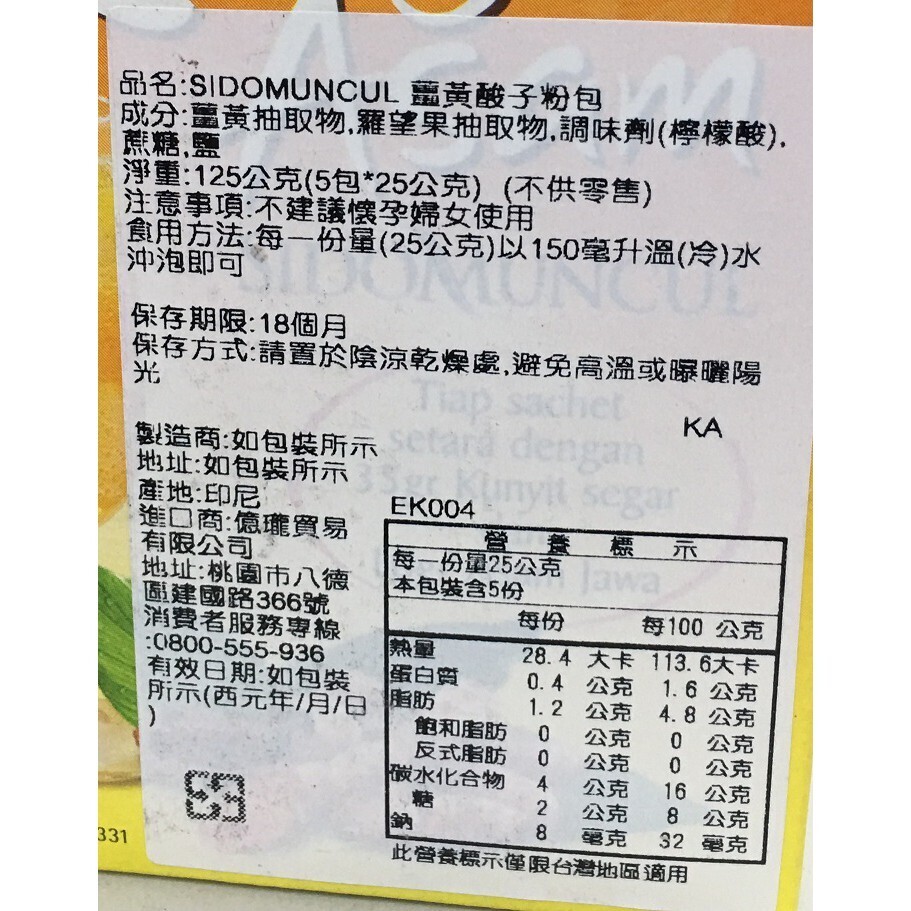 Asam
品名:SIDOMUNCUL 薑黃酸子粉包
成分:薑黃抽取物,羅望果抽取物,調味劑(檸檬酸),
蔗糖,鹽
淨重:125公克(5包*25公克) (不供零售)
注意事項:不建議懷孕婦女使用
食用方法:每一份量(25公克)以150毫升溫(冷)水
沖泡即可
SIDOMUNCUL
保存期限:18個月
保存方式:請置於陰涼乾燥處,避免高溫或曝曬陽
光
Tiap sachet
setara dengan
35gr Kunyit segar
Jawa
KA
製造商:如包裝所示
地址:如包裝所示
產地:印尼
進口商:億瓏貿易
有限公司
地址:桃園市八德
區建國路366號
消費者服務專線
:0800-555-936
有效日期:如包裝
所示(西元年/月/日
)
331
EK004
營 養 標 示
每一份量25公克
本包裝含5份
每份 每100 公克
熱量 28.4 大卡 113.6大卡
蛋白質 0.4 公克 1.6 公克
脂肪 1.2 公克 4.8 公克
飽和脂肪 0 公克 0 公克
反式脂肪 0 公克 0 公克
碳水化合物 4 公克 16 公克
糖 2 公克 8 公克
鈉 8 毫克 32 毫克
此營養標示僅限台灣地區適用